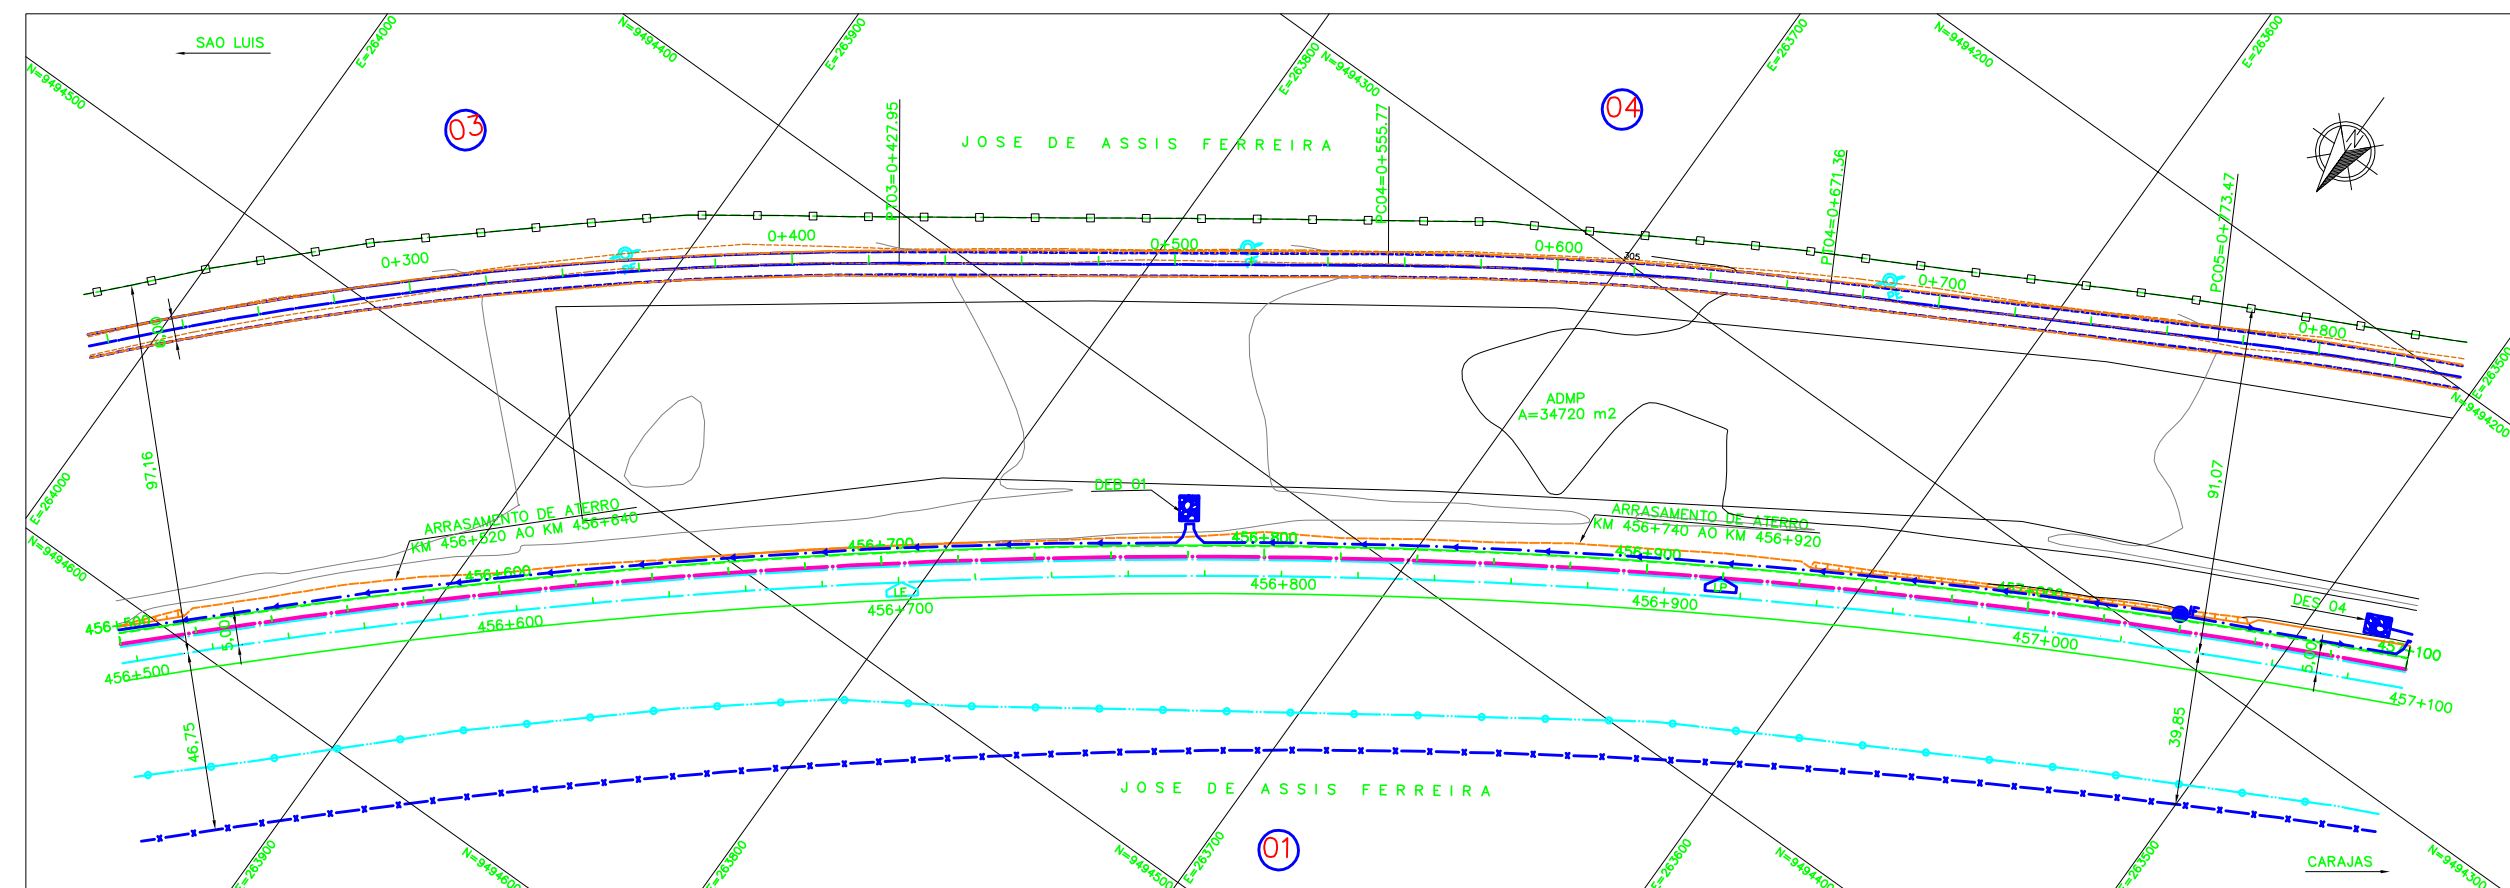 SAO LUIS
E=264000
N=9494400
E=263900
E=263800
N=9494300
E=263700
N=9494200
E=263600
N=9494500
03
04
PT03=0+427.95
JOSE DE ASSIS FERREIRA
PC04=0+555.77
PT04=0+671.36
PC05=0+773.47
N
0+300
0+400
0+500
0+600
305
0+700
0+800
E=263500
N=9494200
97,16
ADMP
A=34720 m2
91,07
E=264000
N=9494600
ARRASAMENTO DE ATERRO
KM 456+520 AO KM 456+640
DEB 01
ARRASAMENTO DE ATERRO
KM 456+740 AO KM 456+920
456+500
456+600
456+700
456+800
456+900
457+000
DES 04
457+100
5,00
5,00
LE
LP
456+500
456+600
456+700
456+800
456+900
457+000
457+100
46,75
39,85
JOSE DE ASSIS FERREIRA
01
CARAJAS
E=263900
N=9494600
E=263800
N=9494500
E=263700
E=263600
N=9494400
E=263500
N=9494300